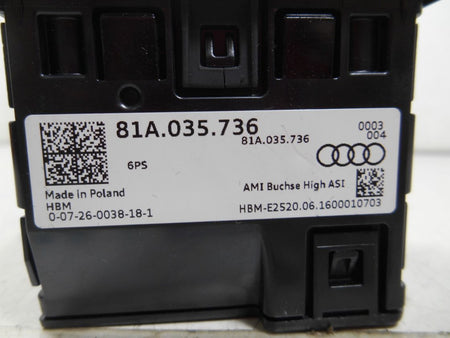 81A.035.736
81A.035.736
0003
004
6PS
Made in Poland
HBM
0-07-26-0038-18-1
AMI Buchse High ASI
HBM-E2520.06.1600010703